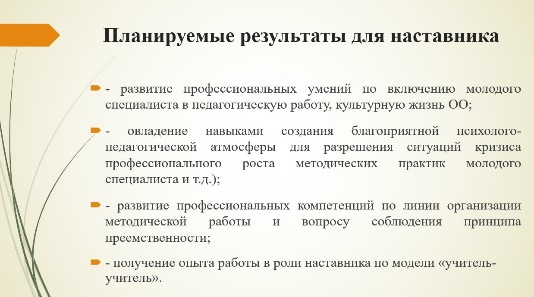 Планируемые результаты для наставника
- развитие профессиональных умений по включению молодого
специалиста в педагогическую работу, культурную жизнь ОО;
- овладение навыками создания благоприятной психолого-
педагогической атмосферы для разрешения ситуаций кризиса
профессионального роста методических практик молодого
специалиста и т.д.);
- развитие профессиональных компетенций по линии организации
методической работы и вопросу соблюдения принципа
преемственности;
- получение опыта работы в роли наставника по модели «учитель-
учитель».